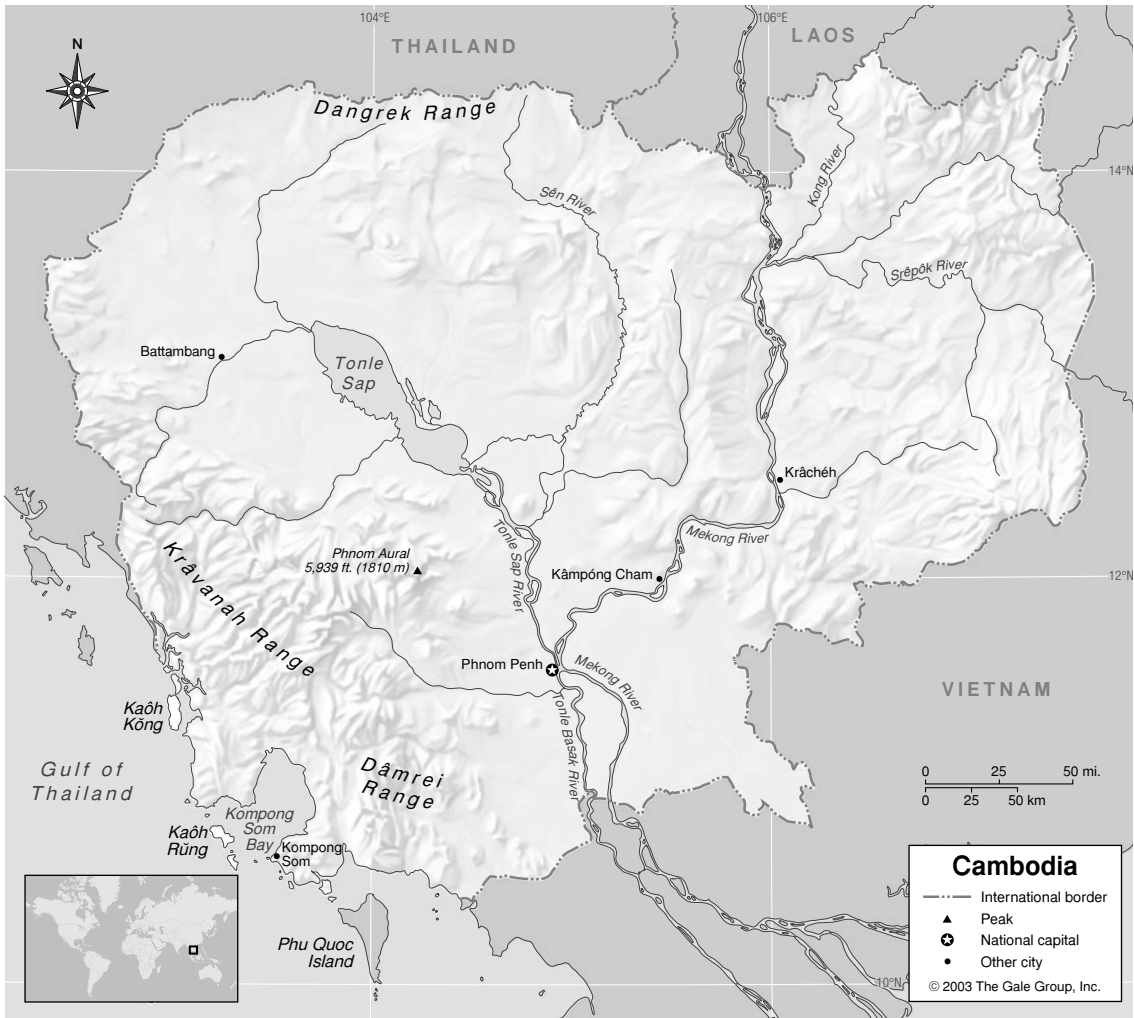 104°E
106°E
N
THAILAND
LAOS
Dangrek Range
14°N
Kong River
Sên River
Srêpôk River
Battambang
Tonle
Sap
Krâchéh
Mekong River
Tonle Sap River
Phnom Aural
5,939 ft. (1810 m)
Kâmpóng Cham
12°N
Krâvanah Range
Phnom Penh
Mekong River
VIETNAM
Tonle Basak River
Kaôh
Kŏng
Gulf of
Thailand
Dâmrei
Range
0 25 50 mi.
0 25 50 km
Kompong
Som
Bay
Kaôh
Rŭng
Kompong
Som
Phu Quoc
Island
10°N
Cambodia
International border
Peak
National capital
Other city
© 2003 The Gale Group, Inc.